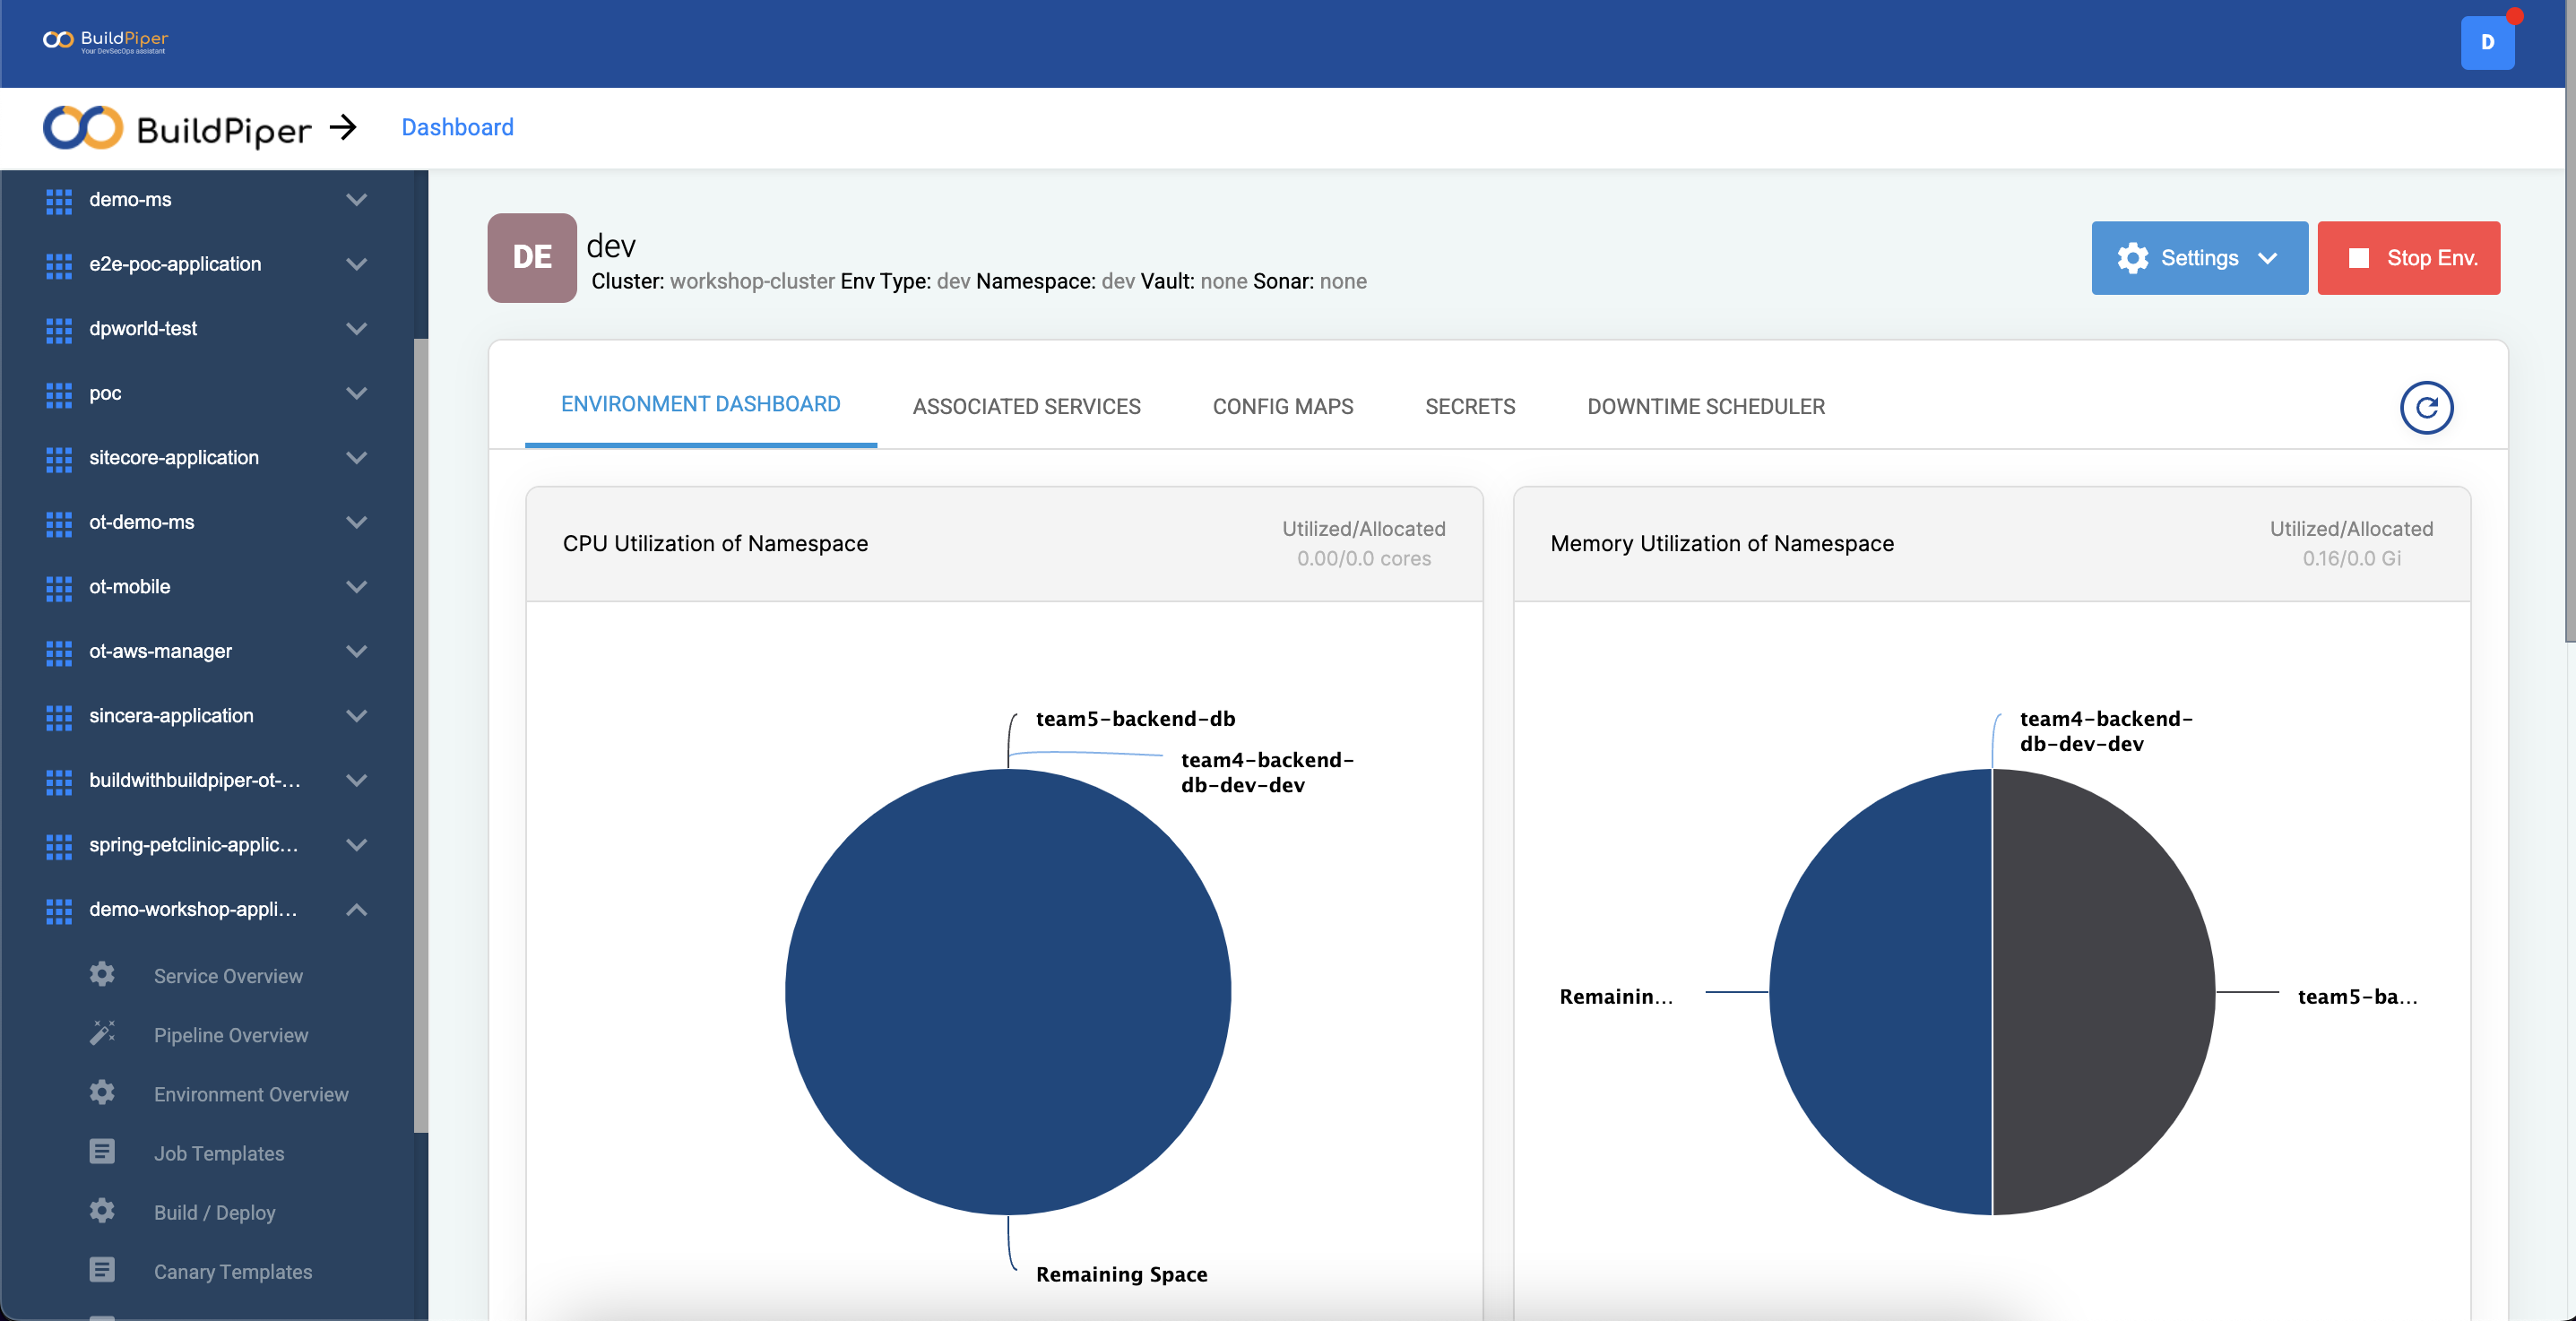 BuildPiper
Your DevSecOps assistant
D
BuildPiper
Dashboard
demo-ms
e2e-poc-application
dpworld-test
poc
sitecore-application
ot-demo-ms
ot-mobile
ot-aws-manager
sincera-application
buildwithbuildpiper-ot-...
spring-petclinic-applic...
demo-workshop-appli...
Service Overview
Pipeline Overview
Environment Overview
Job Templates
Build / Deploy
Canary Templates
DE
dev
Cluster: workshop-cluster Env Type: dev Namespace: dev Vault: none Sonar: none
Settings
Stop Env.
ENVIRONMENT DASHBOARD
ASSOCIATED SERVICES
CONFIG MAPS
SECRETS
DOWNTIME SCHEDULER
CPU Utilization of Namespace
Utilized/Allocated
0.00/0.0 cores
team5-backend-db
team4-backend-
db-dev-dev
Remaining Space
Memory Utilization of Namespace
Utilized/Allocated
0.16/0.0 Gi
team4-backend-
db-dev-dev
Remainin...
team5-ba...